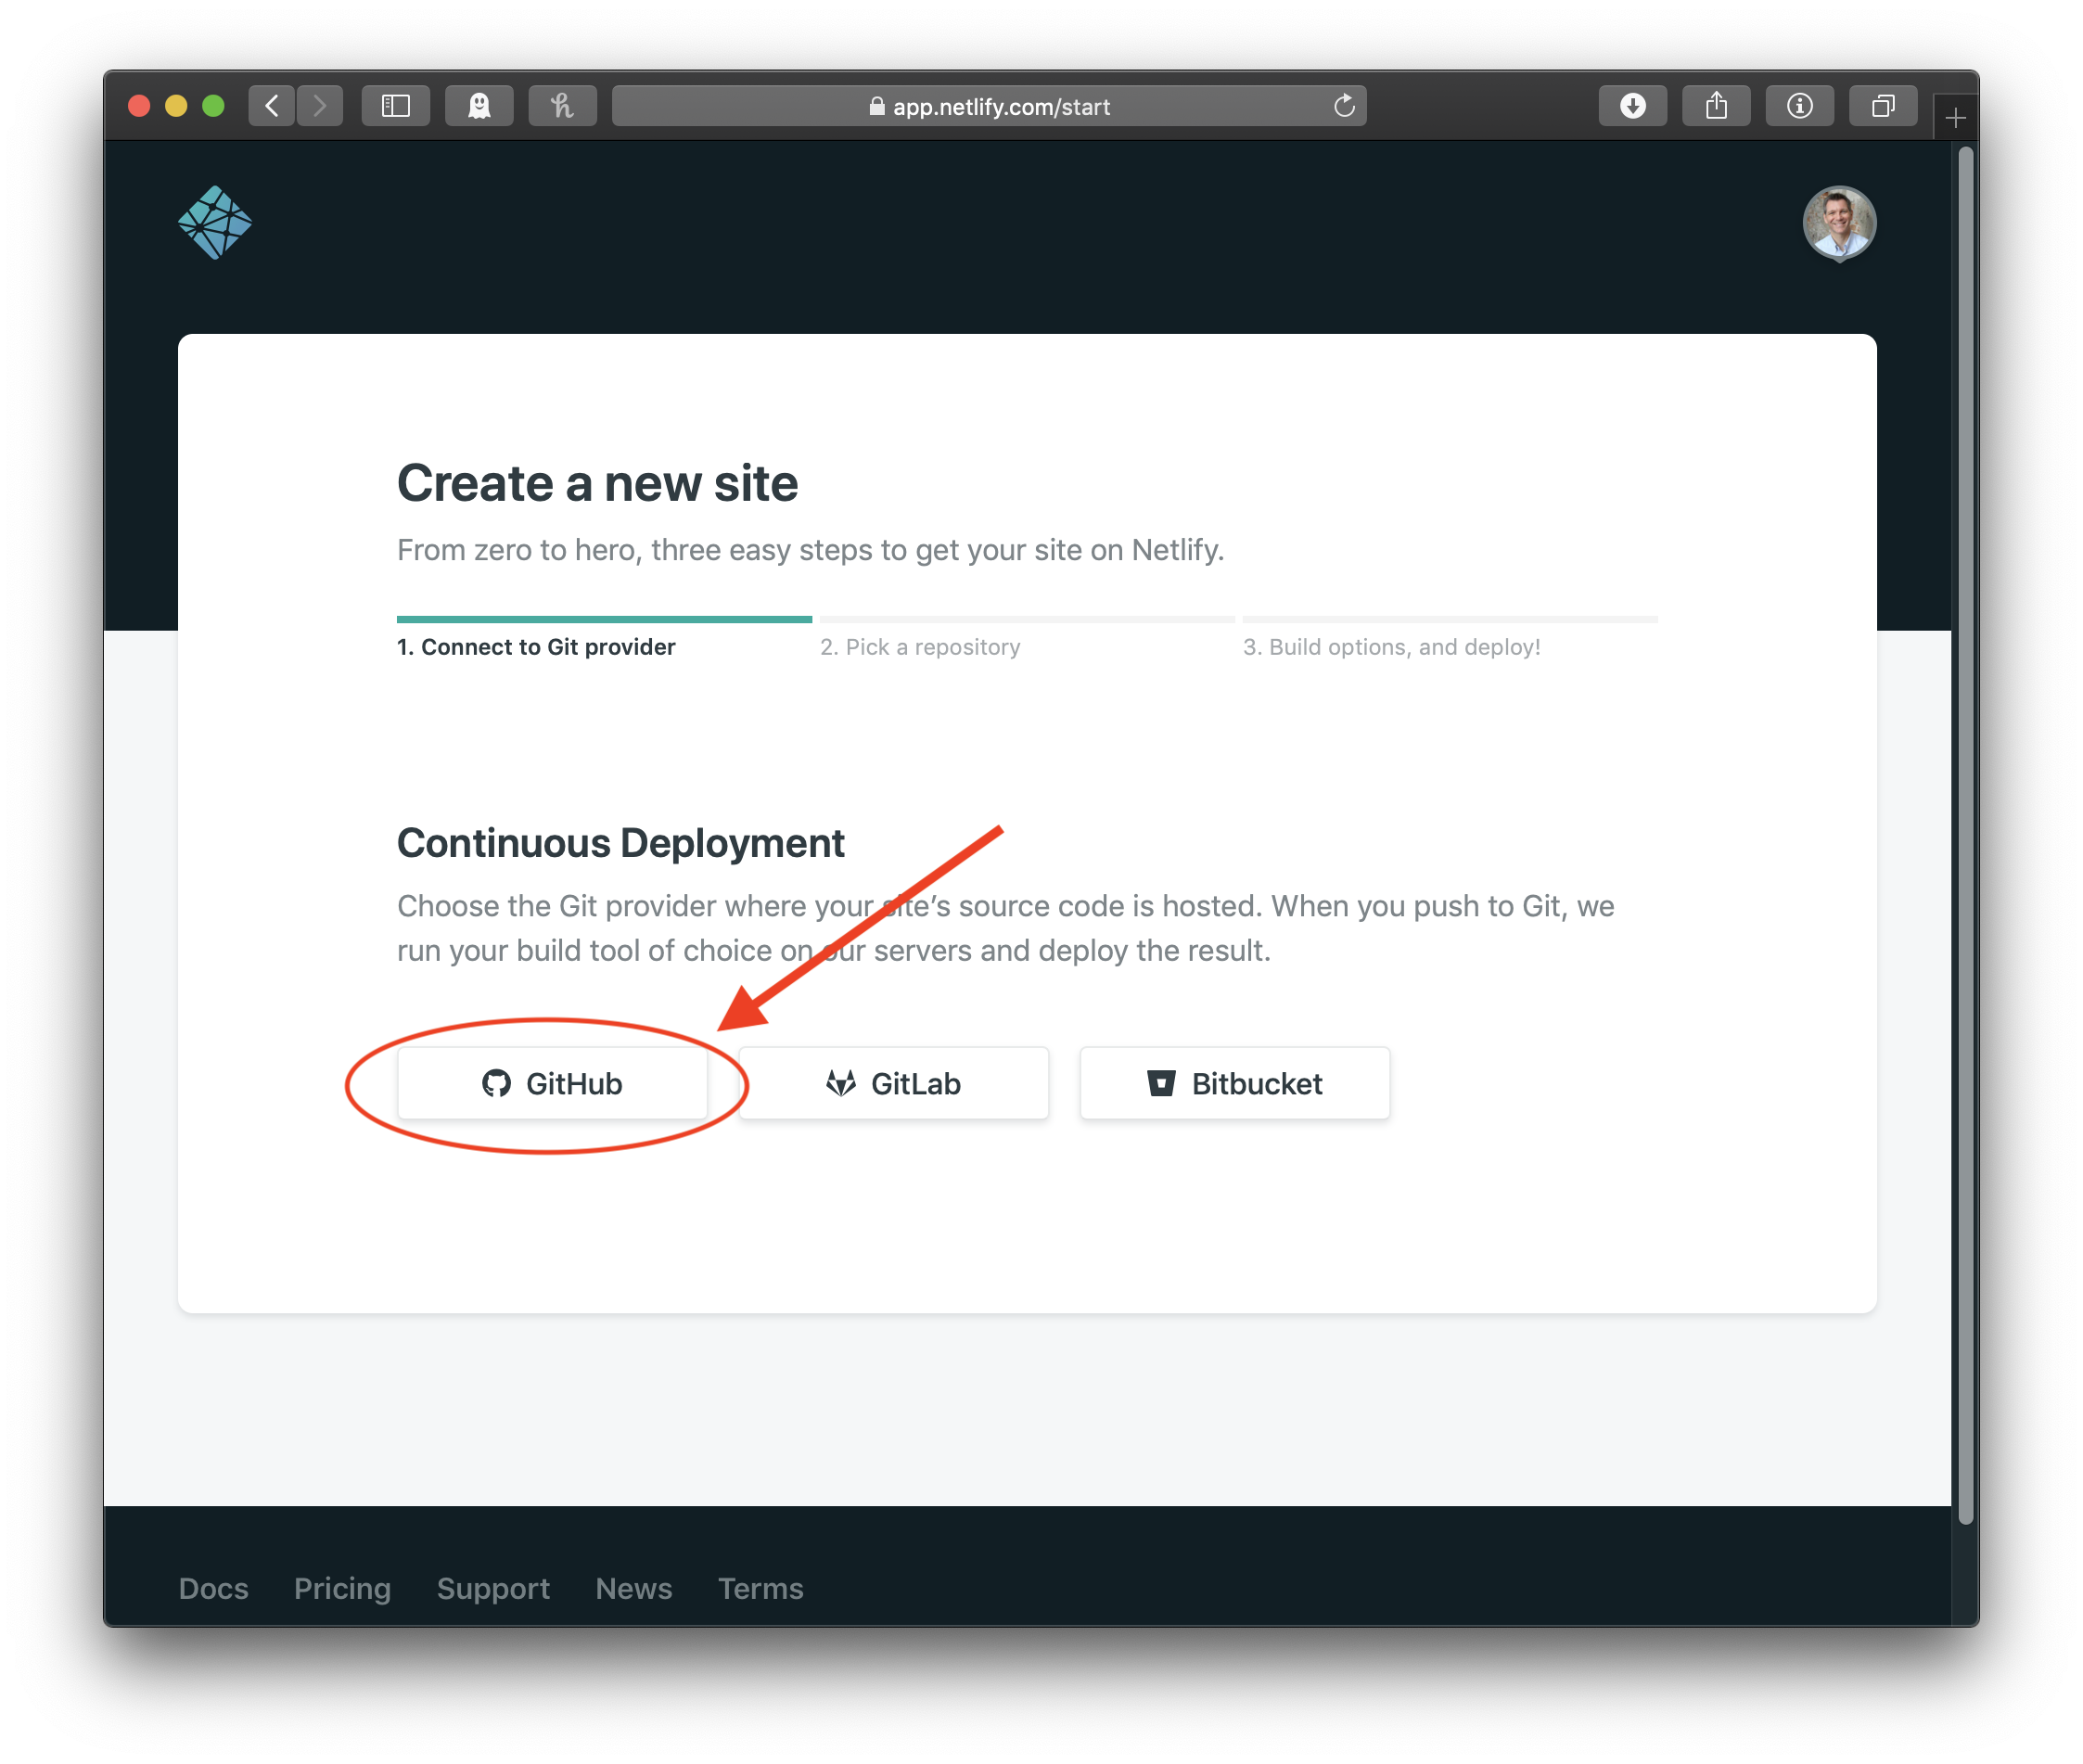 app.netlify.com/start
Create a new site
From zero to hero, three easy steps to get your site on Netlify.
1. Connect to Git provider
2. Pick a repository
3. Build options, and deploy!
Continuous Deployment
Choose the Git provider where your site’s source code is hosted. When you push to Git, we
run your build tool of choice on our servers and deploy the result.
GitHub
GitLab
Bitbucket
Docs Pricing Support News Terms